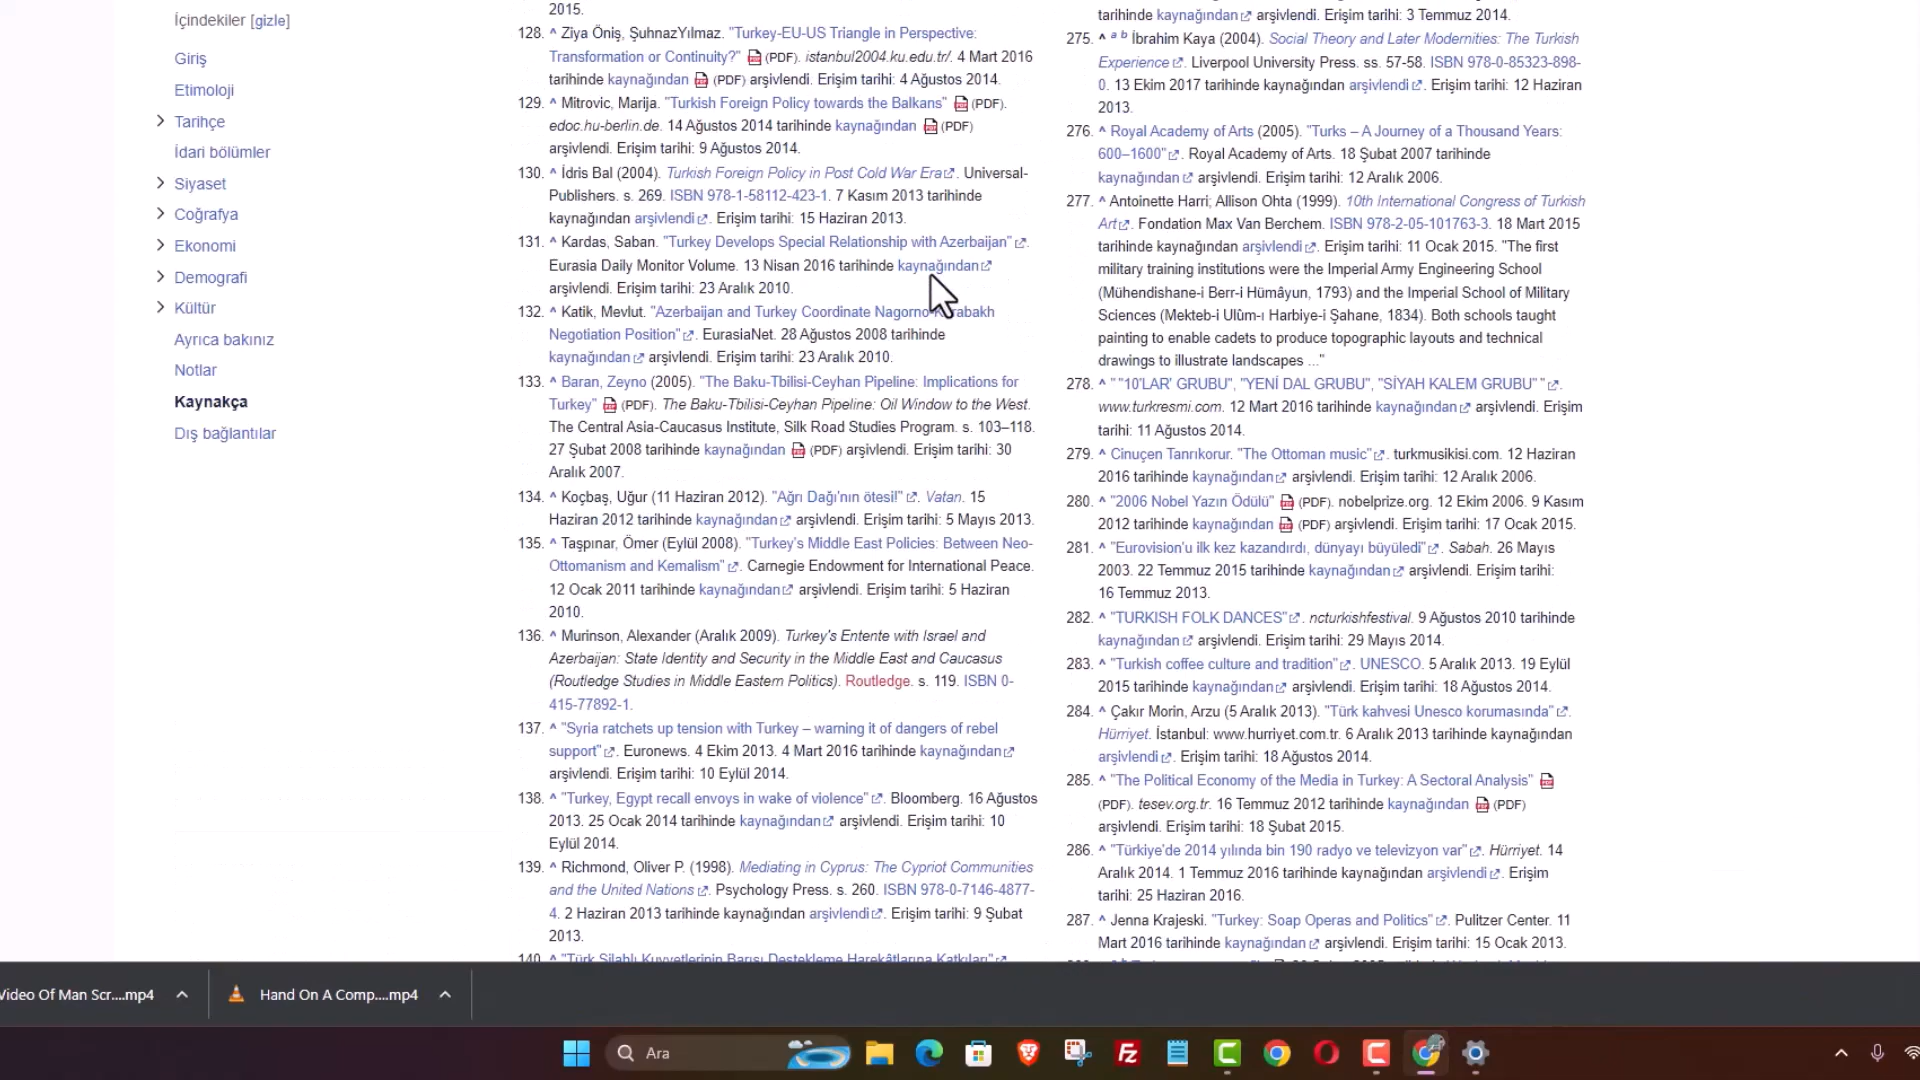 İçindekiler [gizle]
Giriş
Etimoloji
Tarihçe
İdari bölümler
Siyaset
Coğrafya
Ekonomi
Demografi
Kültür
Ayrıca bakınız
Notlar
Kaynakça
Dış bağlantılar
2015.
128. ^ Ziya Öniş, ŞuhnazYılmaz. "Turkey-EU-US Triangle in Perspective:
Transformation or Continuity?" (PDF). istanbul2004.ku.edu.tr/. 4 Mart 2016
tarihinde kaynağından (PDF) arşivlendi. Erişim tarihi: 4 Ağustos 2014.
129. ^ Mitrovic, Marija. "Turkish Foreign Policy towards the Balkans" (PDF).
edoc.hu-berlin.de. 14 Ağustos 2014 tarihinde kaynağından (PDF)
arşivlendi. Erişim tarihi: 9 Ağustos 2014.
130. ^ İdris Bal (2004). Turkish Foreign Policy in Post Cold War Era. Universal-
Publishers. s. 269. ISBN 978-1-58112-423-1. 7 Kasım 2013 tarihinde
kaynağından arşivlendi. Erişim tarihi: 15 Haziran 2013.
131. ^ Kardas, Saban. "Turkey Develops Special Relationship with Azerbaijan".
Eurasia Daily Monitor Volume. 13 Nisan 2016 tarihinde kaynağından
arşivlendi. Erişim tarihi: 23 Aralık 2010.
132. ^ Katik, Mevlut. "Azerbaijan and Turkey Coordinate Nagorno-Karabakh
Negotiation Position". EurasiaNet. 28 Ağustos 2008 tarihinde
kaynağından arşivlendi. Erişim tarihi: 23 Aralık 2010.
133. ^ Baran, Zeyno (2005). "The Baku-Tbilisi-Ceyhan Pipeline: Implications for
Turkey" (PDF). The Baku-Tbilisi-Ceyhan Pipeline: Oil Window to the West.
The Central Asia-Caucasus Institute, Silk Road Studies Program. s. 103–118.
27 Şubat 2008 tarihinde kaynağından (PDF) arşivlendi. Erişim tarihi: 30
Aralık 2007.
134. ^ Koçbaş, Uğur (11 Haziran 2012). "Ağrı Dağı'nın ötesi!". Vatan. 15
Haziran 2012 tarihinde kaynağından arşivlendi. Erişim tarihi: 5 Mayıs 2013.
135. ^ Taşpınar, Ömer (Eylül 2008). "Turkey's Middle East Policies: Between Neo-
Ottomanism and Kemalism". Carnegie Endowment for International Peace.
12 Ocak 2011 tarihinde kaynağından arşivlendi. Erişim tarihi: 5 Haziran
2010.
136. ^ Murinson, Alexander (Aralık 2009). Turkey's Entente with Israel and
Azerbaijan: State Identity and Security in the Middle East and Caucasus
(Routledge Studies in Middle Eastern Politics). Routledge. s. 119. ISBN 0-
415-77892-1.
137. ^ "Syria ratchets up tension with Turkey – warning it of dangers of rebel
support". Euronews. 4 Ekim 2013. 4 Mart 2016 tarihinde kaynağından
arşivlendi. Erişim tarihi: 10 Eylül 2014.
138. ^ "Turkey, Egypt recall envoys in wake of violence". Bloomberg. 16 Ağustos
2013. 25 Ocak 2014 tarihinde kaynağından arşivlendi. Erişim tarihi: 10
Eylül 2014.
139. ^ Richmond, Oliver P. (1998). Mediating in Cyprus: The Cypriot Communities
and the United Nations. Psychology Press. s. 260. ISBN 978-0-7146-4877-
4. 2 Haziran 2013 tarihinde kaynağından arşivlendi. Erişim tarihi: 9 Şubat
2013.
140. ^ "Türk Silahlı Kuvvetlerinin Barışı Destekleme Harekâtlarına Katkıları"
tarihinde kaynağından arşivlendi. Erişim tarihi: 3 Temmuz 2014.
275. ^ a b İbrahim Kaya (2004). Social Theory and Later Modernities: The Turkish
Experience. Liverpool University Press. ss. 57-58. ISBN 978-0-85323-898-
0. 13 Ekim 2017 tarihinde kaynağından arşivlendi. Erişim tarihi: 12 Haziran
2013.
276. ^ Royal Academy of Arts (2005). "Turks – A Journey of a Thousand Years:
600–1600". Royal Academy of Arts. 18 Şubat 2007 tarihinde
kaynağından arşivlendi. Erişim tarihi: 12 Aralık 2006.
277. ^ Antoinette Harri; Allison Ohta (1999). 10th International Congress of Turkish
Art. Fondation Max Van Berchem. ISBN 978-2-05-101763-3. 18 Mart 2015
tarihinde kaynağından arşivlendi. Erişim tarihi: 11 Ocak 2015. "The first
military training institutions were the Imperial Army Engineering School
(Mühendishane-i Berr-i Hümâyun, 1793) and the Imperial School of Military
Sciences (Mekteb-i Ulûm-ı Harbiye-i Şahane, 1834). Both schools taught
painting to enable cadets to produce topographic layouts and technical
drawings to illustrate landscapes ..."
278. ^ " "10'LAR' GRUBU", "YENİ DAL GRUBU", "SİYAH KALEM GRUBU" ".
www.turkresmi.com. 12 Mart 2016 tarihinde kaynağından arşivlendi. Erişim
tarihi: 11 Ağustos 2014.
279. ^ Cinuçen Tanrıkorur. "The Ottoman music". turkmusikisi.com. 12 Haziran
2016 tarihinde kaynağından arşivlendi. Erişim tarihi: 12 Aralık 2006.
280. ^ "2006 Nobel Yazın Ödülü" (PDF). nobelprize.org. 12 Ekim 2006. 9 Kasım
2012 tarihinde kaynağından (PDF) arşivlendi. Erişim tarihi: 17 Ocak 2015.
281. ^ "Eurovision'u ilk kez kazandırdı, dünyayı büyüledi". Sabah. 26 Mayıs
2003. 22 Temmuz 2015 tarihinde kaynağından arşivlendi. Erişim tarihi:
16 Temmuz 2013.
282. ^ "TURKISH FOLK DANCES". ncturkishfestival. 9 Ağustos 2010 tarihinde
kaynağından arşivlendi. Erişim tarihi: 29 Mayıs 2014.
283. ^ "Turkish coffee culture and tradition". UNESCO. 5 Aralık 2013. 19 Eylül
2015 tarihinde kaynağından arşivlendi. Erişim tarihi: 18 Ağustos 2014.
284. ^ Çakır Morin, Arzu (5 Aralık 2013). "Türk kahvesi Unesco korumasında".
Hürriyet. İstanbul: www.hurriyet.com.tr. 6 Aralık 2013 tarihinde kaynağından
arşivlendi. Erişim tarihi: 18 Ağustos 2014.
285. ^ "The Political Economy of the Media in Turkey: A Sectoral Analysis"
(PDF). tesev.org.tr. 16 Temmuz 2012 tarihinde kaynağından (PDF)
arşivlendi. Erişim tarihi: 18 Şubat 2015.
286. ^ "Türkiye'de 2014 yılında bin 190 radyo ve televizyon var". Hürriyet. 14
Aralık 2014. 1 Temmuz 2016 tarihinde kaynağından arşivlendi. Erişim
tarihi: 25 Haziran 2016.
287. ^ Jenna Krajeski. "Turkey: Soap Operas and Politics". Pulitzer Center. 11
Mart 2016 tarihinde kaynağından arşivlendi. Erişim tarihi: 15 Ocak 2013.
Video Of Man Scr....mp4
Hand On A Comp....mp4
Ara